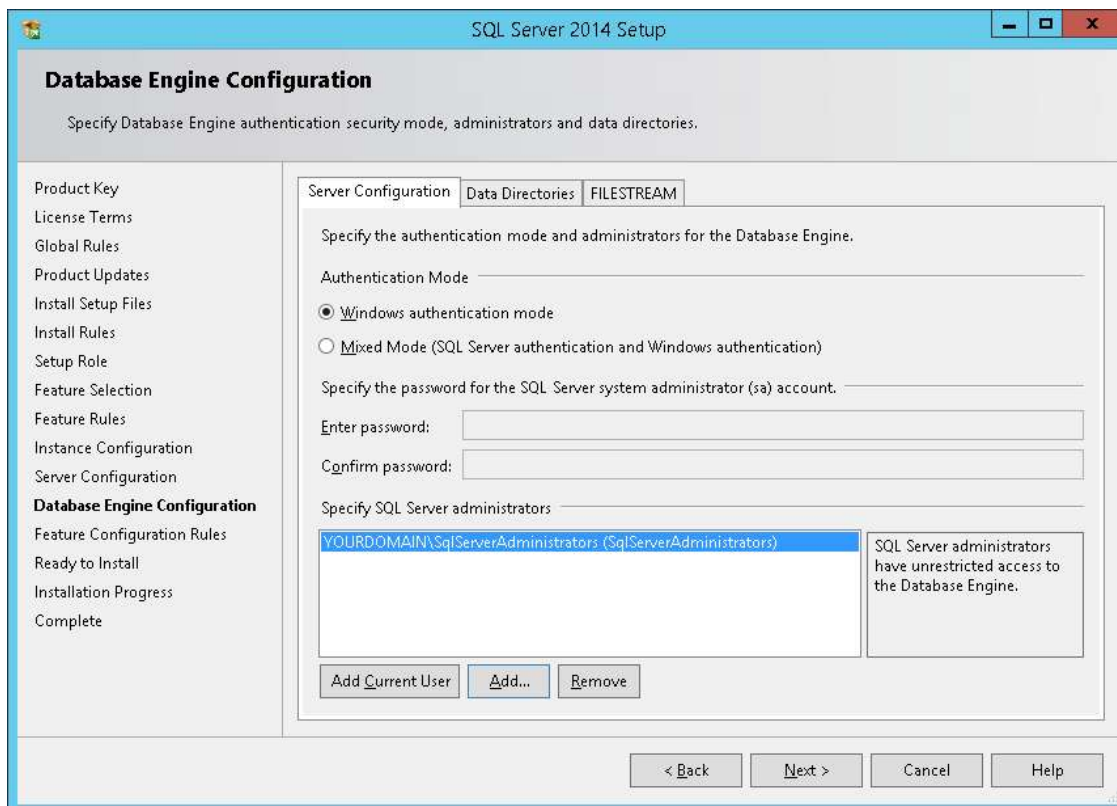 SQL Server 2014 Setup
Database Engine Configuration
Specify Database Engine authentication security mode, administrators and data directories.
Product Key
License Terms
Global Rules
Product Updates
Install Setup Files
Install Rules
Setup Role
Feature Selection
Feature Rules
Instance Configuration
Server Configuration
Database Engine Configuration
Feature Configuration Rules
Ready to Install
Installation Progress
Complete
Server Configuration
Data Directories
FILESTREAM
Specify the authentication mode and administrators for the Database Engine.
Authentication Mode
Windows authentication mode
Mixed Mode (SQL Server authentication and Windows authentication)
Specify the password for the SQL Server system administrator (sa) account.
Enter password:
Confirm password:
Specify SQL Server administrators
YOURDOMAIN\SqlServerAdministrators (SqlServerAdministrators)
SQL Server administrators
have unrestricted access to
the Database Engine.
Add Current User
Add...
Remove
< Back
Next >
Cancel
Help